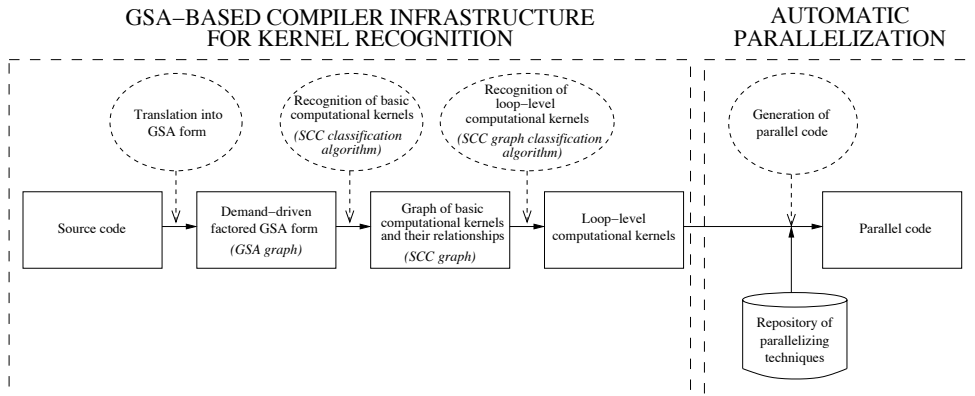 GSA–BASED COMPILER INFRASTRUCTURE
FOR KERNEL RECOGNITION
AUTOMATIC
PARALLELIZATION
Translation into
GSA form
Recognition of basic
computational kernels
(SCC classification
algorithm)
Recognition of
loop–level
computational kernels
(SCC graph classification
algorithm)
Generation of
parallel code
Source code
Demand–driven
factored GSA form
(GSA graph)
Graph of basic
computational kernels
and their relationships
(SCC graph)
Loop–level
computational kernels
Parallel code
Repository of
parallelizing
techniques